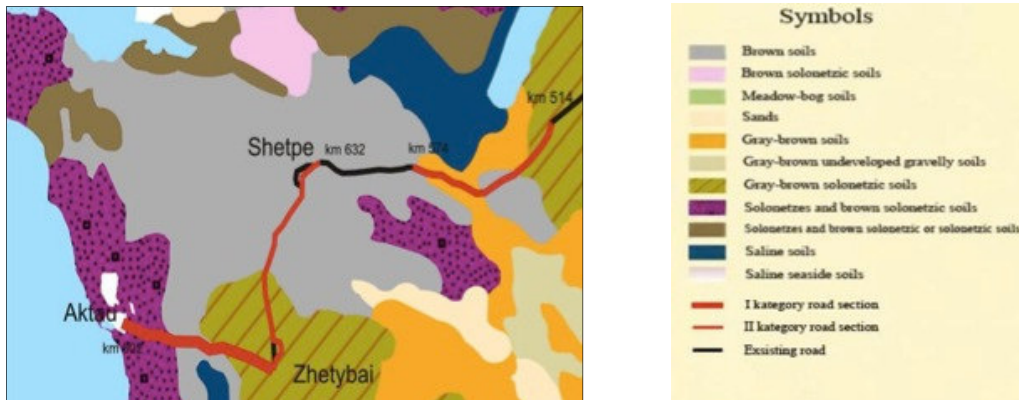 Symbols
Brown soils
Brown solonetzic soils
Meadow-bog soils
Sands
Gray-brown soils
Gray-brown undeveloped gravelly soils
Gray-brown solonetzic soils
Solonetzes and brown solonetzic soils
Solonetzes and brown solonetzic or solonetzic soils
Saline soils
Saline seaside soils
I kategory road section
II kategory road section
Exsisting road
km 514
Shetpe
km 632
km 574
Aktau
km
Zhetybai